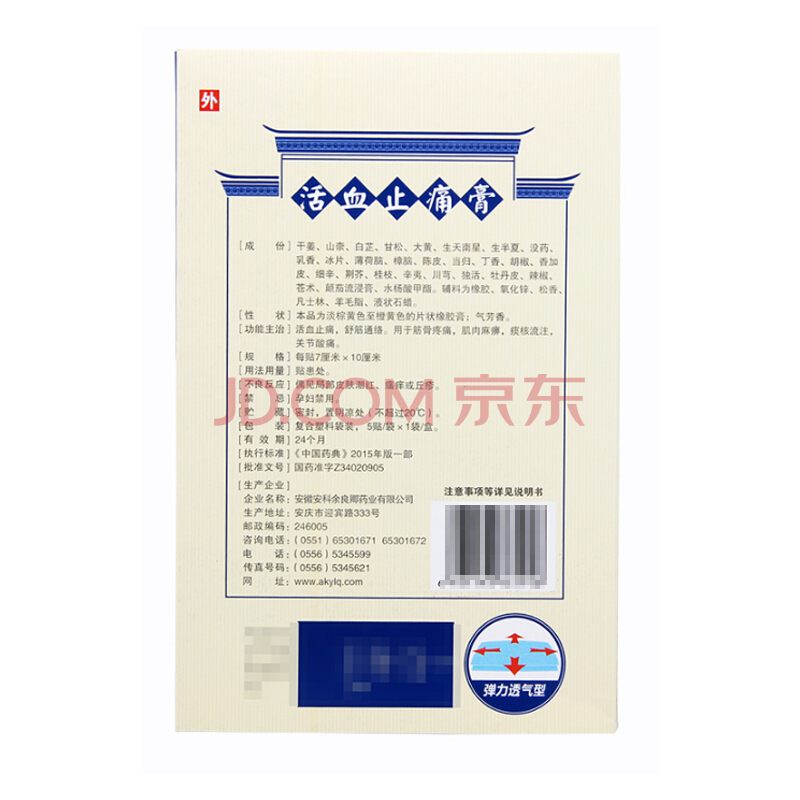 外
活血止痛膏
[成份] 干姜、山奈、白芷、甘松、大黄、生天南星、生半夏、没药、
乳香、冰片、薄荷脑、樟脑、陈皮、当归、丁香、胡椒、香加
皮、细辛、荆芥、桂枝、辛夷、川芎、独活、牡丹皮、辣椒、
苍术、颠茄流浸膏、水杨酸甲酯。辅料为橡胶、氧化锌、松香、
凡士林、羊毛脂、液状石蜡。
[性状] 本品为淡棕黄色至橙黄色的片状橡胶膏；气芳香。
[功能主治] 活血止痛，舒筋通络。用于筋骨疼痛，肌肉麻痹，痰核流注，
关节酸痛。
[规格] 每贴7厘米×10厘米
[用法用量] 贴患处。
[不良反应] 偶见局部皮肤潮红、瘙痒或丘疹。
[禁忌] 孕妇禁用。
JD.COM 京东
[贮藏] 密封，置阴凉处（不超过20℃）。
[包装] 复合塑料袋装，5贴/袋×1袋/盒。
[有效期] 24个月
[执行标准] 《中国药典》2015年版一部
[批准文号] 国药准字Z34020905
[生产企业]
企业名称：安徽安科余良卿药业有限公司
生产地址：安庆市迎宾路333号
邮政编码：246005
咨询电话：（0551）65301671 65301672
电话：（0556）5345599
传真号码：（0556）5345621
网址：www.akylq.com
注意事项等详见说明书
弹力透气型